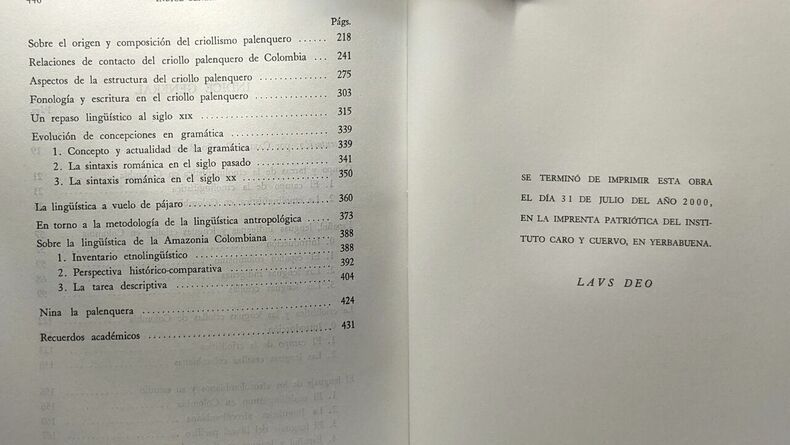 446
Págs.
Sobre el origen y composición del criollismo palenquero ...... 218
Relaciones de contacto del criollo palenquero de Colombia ... 241
Aspectos de la estructura del criollo palenquero ............ 275
Fonología y escritura en el criollo palenquero ............. 303
Un repaso lingüístico al siglo XIX ........................ 315
Evolución de concepciones en gramática .................... 339
1. Concepto y actualidad de la gramática ................ 339
2. La sintaxis románica en el siglo pasado .............. 341
3. La sintaxis románica en el siglo XX .................. 350
La lingüística a vuelo de pájaro .......................... 360
En torno a la metodología de la lingüística antropológica ..... 373
Sobre la lingüística de la Amazonia Colombiana ............. 388
1. Inventario etnolingüístico ........................... 388
2. Perspectiva histórico-comparativa .................... 392
3. La tarea descriptiva ................................. 404
Nina la palenquera ........................................ 424
Recuerdos académicos ...................................... 431
SE TERMINÓ DE IMPRIMIR ESTA OBRA
EL DÍA 31 DE JULIO DEL AÑO 2000,
EN LA IMPRENTA PATRIÓTICA DEL INSTI-
TUTO CARO Y CUERVO, EN YERBABUENA.
LAVS DEO